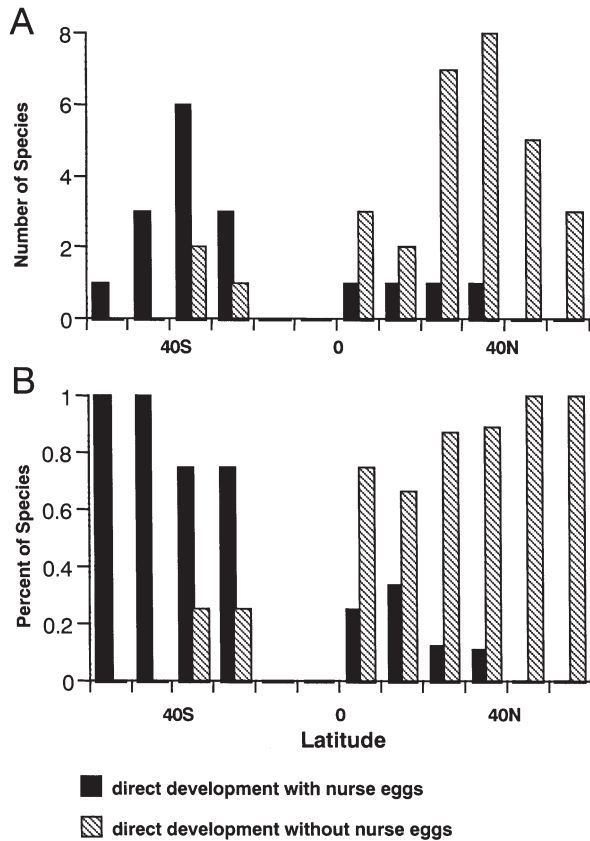 A
8
6
4
2
0
Number of Species
40S 0 40N
B
1
0.8
0.6
0.4
0.2
0
Percent of Species
40S 0 40N
Latitude
direct development with nurse eggs
direct development without nurse eggs